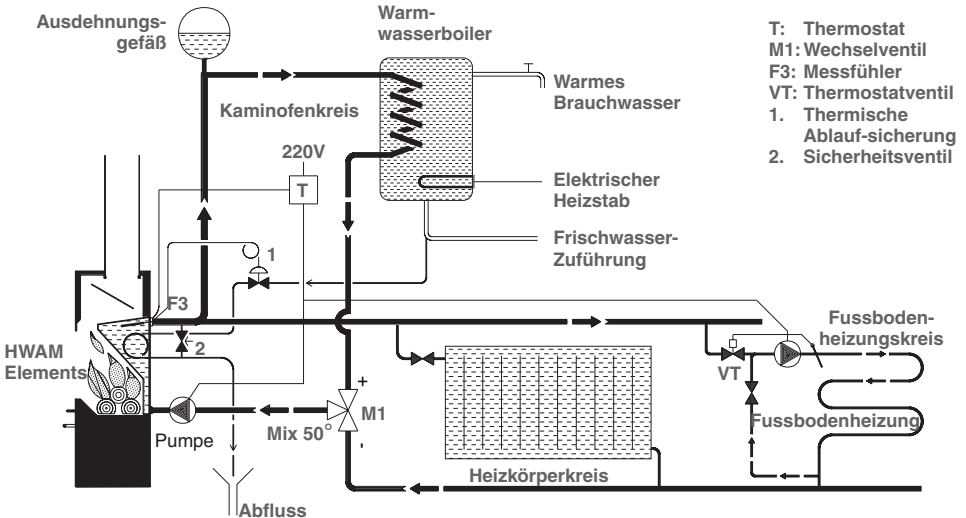 Ausdehnungs-
gefäß
Warm-
wasserboiler
T: Thermostat
M1: Wechselventil
F3: Messfühler
VT: Thermostatventil
1. Thermische
Ablauf-sicherung
2. Sicherheitsventil
Kaminofenkreis
Warmes
Brauchwasser
220V
T
Elektrischer
Heizstab
Frischwasser-
Zuführung
1
F3
2
HWAM
Elements
Fussboden-
heizungskreis
VT
+
M1
-
Mix 50°
Pumpe
Fussbodenheizung
Heizkörperkreis
Abfluss